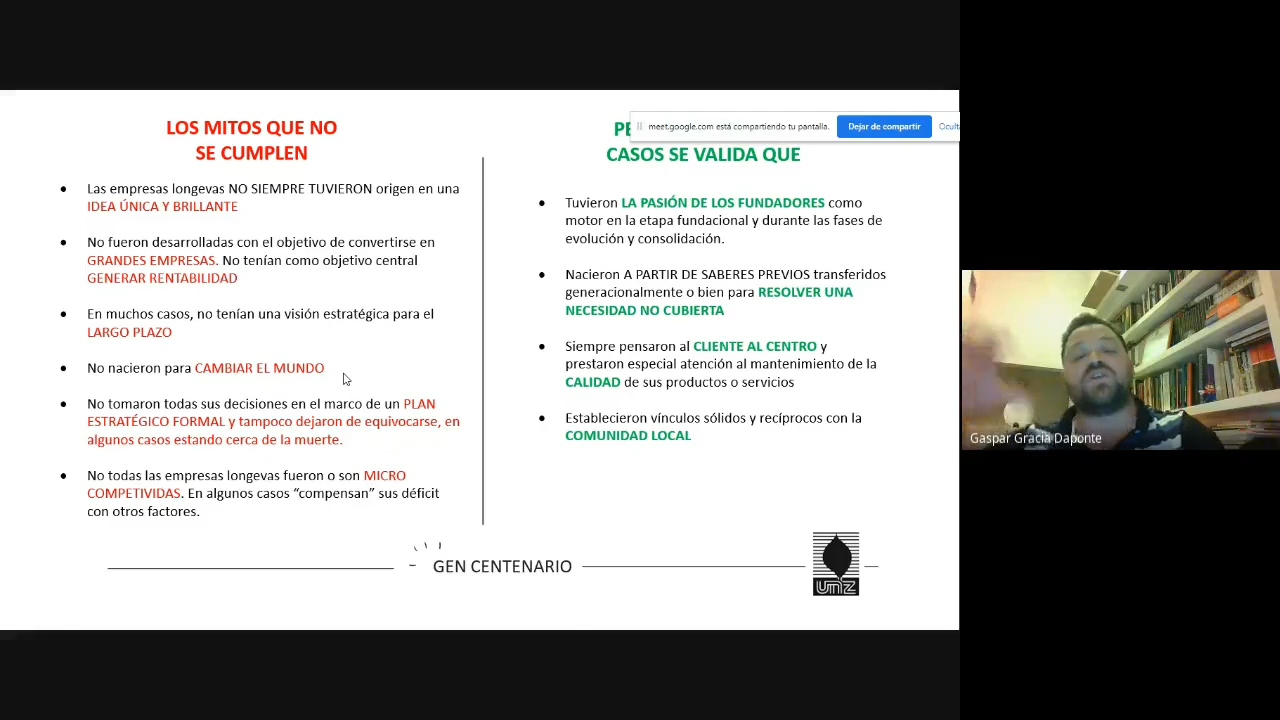 LOS MITOS QUE NO
SE CUMPLEN
Las empresas longevas NO SIEMPRE TUVIERON origen en una
IDEA ÚNICA Y BRILLANTE
No fueron desarrolladas con el objetivo de convertirse en
GRANDES EMPRESAS. No tenían como objetivo central
GENERAR RENTABILIDAD
En muchos casos, no tenían una visión estratégica para el
LARGO PLAZO
No nacieron para CAMBIAR EL MUNDO
No tomaron todas sus decisiones en el marco de un PLAN
ESTRATÉGICO FORMAL y tampoco dejaron de equivocarse, en
algunos casos estando cerca de la muerte.
No todas las empresas longevas fueron o son MICRO
COMPETIVIDAS. En algunos casos “compensan” sus déficit
con otros factores.
meet.google.com está compartiendo tu pantalla.
Dejar de compartir
CASOS SE VALIDA QUE
Tuvieron LA PASIÓN DE LOS FUNDADORES como
motor en la etapa fundacional y durante las fases de
evolución y consolidación.
Nacieron A PARTIR DE SABERES PREVIOS transferidos
generacionalmente o bien para RESOLVER UNA
NECESIDAD NO CUBIERTA
Siempre pensaron al CLIENTE AL CENTRO y
prestaron especial atención al mantenimiento de la
CALIDAD de sus productos o servicios
Establecieron vínculos sólidos y recíprocos con la
COMUNIDAD LOCAL
GEN CENTENARIO
Gaspar Gracia Daponte